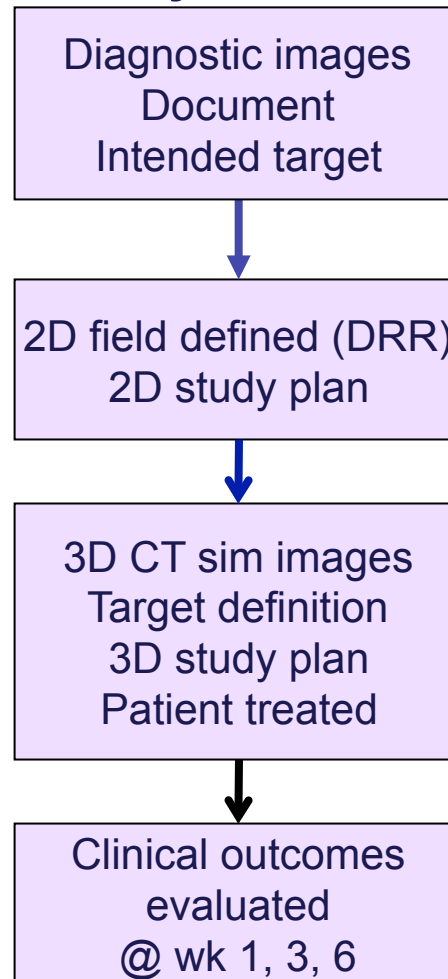 Diagnostic images
Document
Intended target
2D field defined (DRR)
2D study plan
3D CT sim images
Target definition
3D study plan
Patient treated
Clinical outcomes
evaluated
@ wk 1, 3, 6